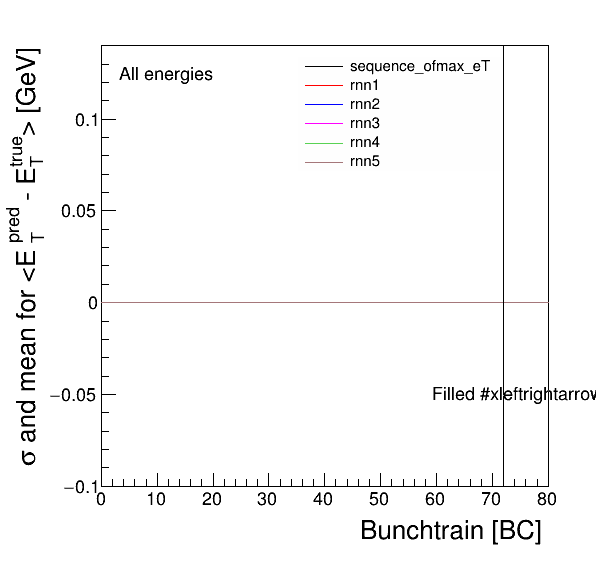 All energies
sequence_ofmax_eT
rnn1
rnn2
rnn3
rnn4
rnn5
σ and mean for <E_T^pred - E_T^true> [GeV]
0.1
0.05
0
−0.05
−0.1
Filled #xleftrightarrow
0 10 20 30 40 50 60 70 80
Bunchtrain [BC]